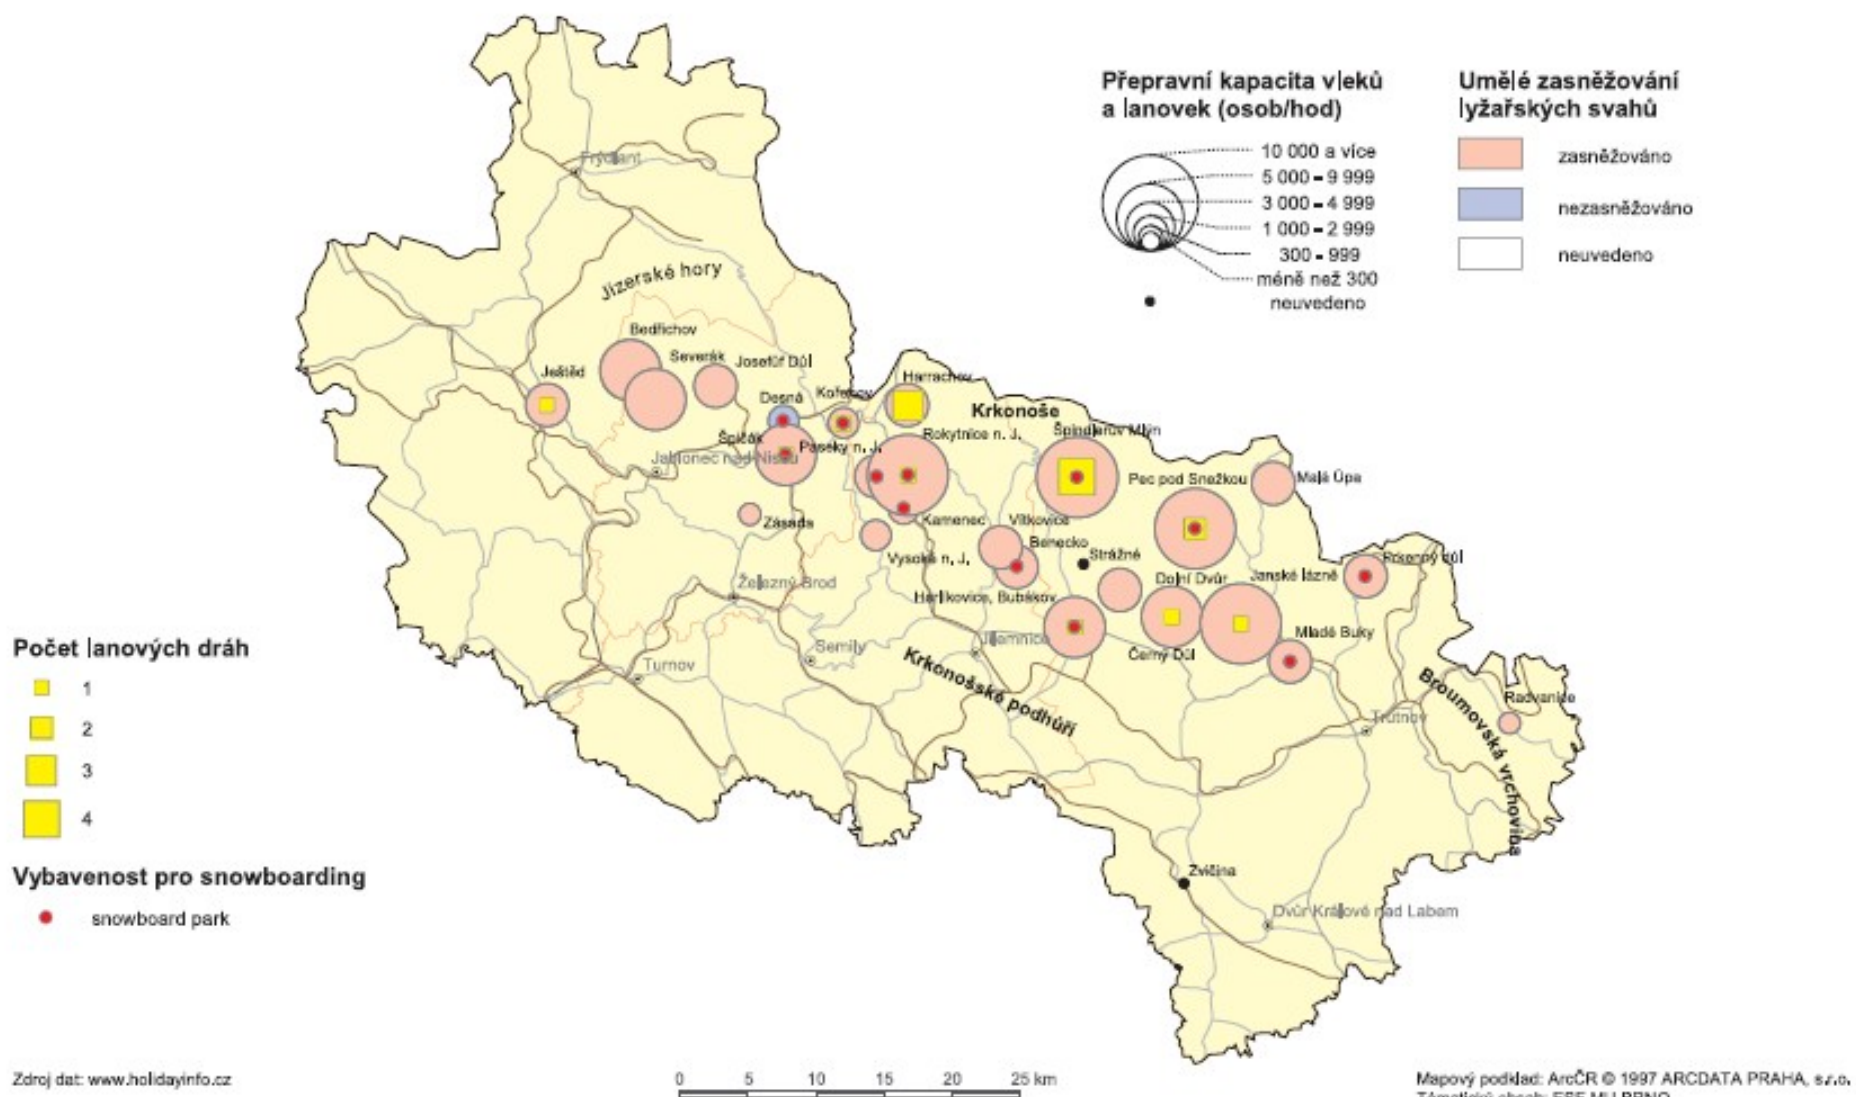 Přepravní kapacita vleků
a lanovek (osob/hod)
10 000 a více
5 000 – 9 999
3 000 – 4 999
1 000 – 2 999
300 - 999
méně než 300
neuvedeno
Umělé zasněžování
lyžařských svahů
zasněžováno
nezasněžováno
neuvedeno
Frýdlant
Jizerské hory
Bedřichov
Severák
Josefův Důl
Ještěd
Desná
Kořenov
Harrachov
Krkonoše
Špičák
Paseky n. J.
Rokytnice n. J.
Špindlerův Mlýn
Jablonec nad Nisou
Pec pod Sněžkou
Malá Úpa
Zásada
Kamenec
Vítkovice
Vysoké n. J.
Benecko
Strážné
Železný Brod
Herlíkovice, Bubákov
Dolní Dvůr
Janské lázně
Mladé Buky
Semily
Jilemnice
Černý Důl
Turnov
Krkonošské podhůří
Broumovská vrchovina
Radvanice
Trutnov
Počet lanových drah
1
2
3
4
Vybavenost pro snowboarding
snowboard park
Zvičina
Dvůr Králové nad Labem
Zdroj dat: www.holidayinfo.cz
0 5 10 15 20 25 km
Mapový podklad: ArcČR © 1997 ARCDATA PRAHA, s.r.o.